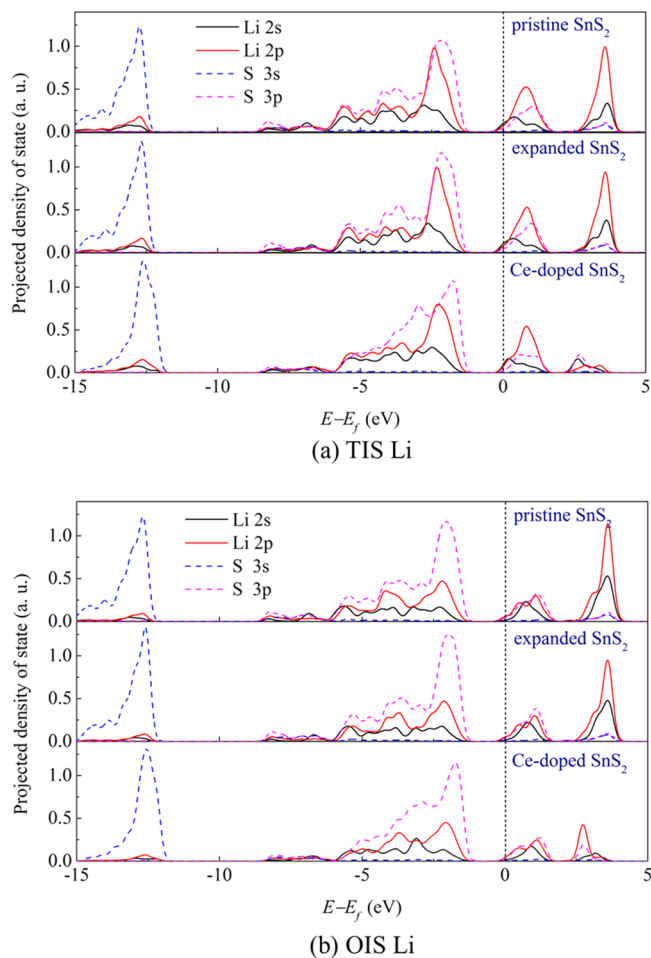 Li 2s
Li 2p
S 3s
S 3p
pristine SnS₂
expanded SnS₂
Ce-doped SnS₂
Projected density of state (a. u.)
1.0
0.5
0.0
1.0
0.5
0.0
1.0
0.5
0.0
-15 -10 -5 0 5
E−E_f (eV)
(a) TIS Li
Li 2s
Li 2p
S 3s
S 3p
pristine SnS₂
expanded SnS₂
Ce-doped SnS₂
Projected density of state (a. u.)
1.0
0.5
0.0
1.0
0.5
0.0
1.0
0.5
0.0
-15 -10 -5 0 5
E−E_f (eV)
(b) OIS Li